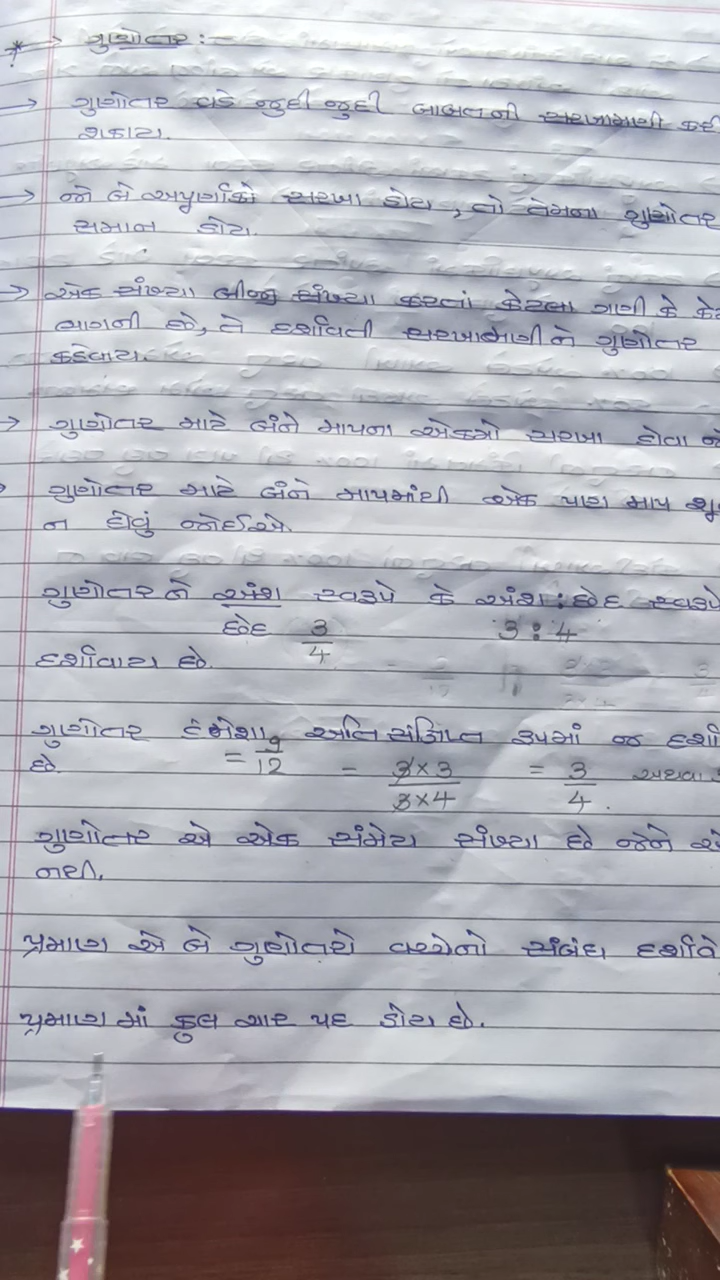 * → ગુણોત્તર :-
→ ગુણોતર વડે જુદી જુદી બાબતની સરખામણી કરી
શકાય.
→ જો બે અપૂર્ણાંકો સરખા હોય, તો તેમના ગુણોતર
સમાન હોય.
→ એક સંખ્યા બીજી સંખ્યા કરતાં કેટલા ગણી કે
ભાગની છે, તે દર્શાવતી સરખામણીને ગુણોતર
કહેવાય.
→ ગુણોતર માટે બંને માપના એકમો સરખા હોવા
ગુણોતર માટે બંને માપમાંથી એક પણ માપ
ન હોવું જોઈએ.
ગુણોતરને અંશ સ્વરૂપે કે અંશ : છેદ સ્વરૂપે
છેદ 3/4 3 : 4
દર્શાવાય છે.
ગુણોતર હંમેશા અતિ સંક્ષિપ્ત રૂપમાં જ
છે. = 9/12 = 3×3/3×4 = 3/4. અથવા
ગુણોતર એ એક સંમેય સંખ્યા છે જેને
નથી.
પ્રમાણ એ બે ગુણોતરો વચ્ચેનો સંબંધ દર્શાવે
પ્રમાણ માં કુલ ચાર પદ હોય છે.